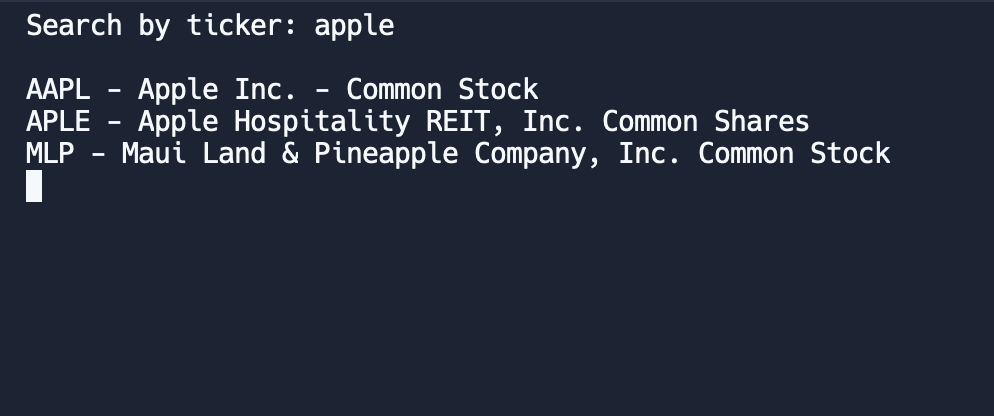 Search by ticker: apple
AAPL - Apple Inc. - Common Stock
APLE - Apple Hospitality REIT, Inc. Common Shares
MLP - Maui Land & Pineapple Company, Inc. Common Stock